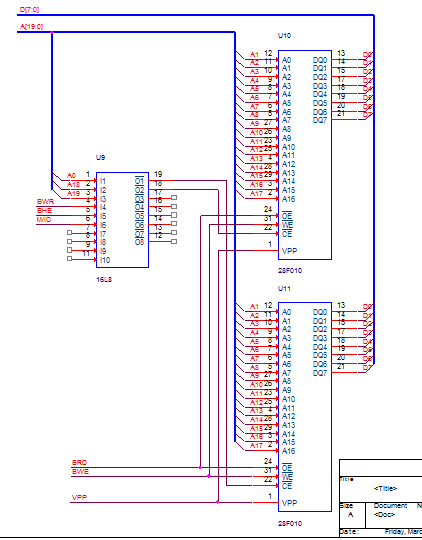 D[7:0]
A[19:0]
U10
A1 12 A0 DQ0 13 D0
A2 11 A1 DQ1 14 D1
A3 10 A2 DQ2 15 D2
A4 9 A3 DQ3 17 D3
A5 8 A4 DQ4 18 D4
A6 7 A5 DQ5 19 D5
A7 6 A6 DQ6 20 D6
A8 5 A7 DQ7 21 D7
A9 27 A8
A10 26 A9
A11 23 A10
A12 25 A11
A13 4 A12
A14 28 A13
A15 29 A14
A16 3 A15
A17 2 A16
24 OE
31 WE
22 CE
1 VPP
28F010
U9
A0 1 I1 O1 19
A18 2 I2 O2 18
A19 3 I3 O3 17
BWR 4 I4 O4 16
BHE 5 I5 O5 15
M/IO 6 I6 O6 14
7 I7 O7 13
8 I8 O8 12
9 I9
11 I10
16L8
U11
A1 12 A0 DQ0 13 D0
A2 11 A1 DQ1 14 D1
A3 10 A2 DQ2 15 D2
A4 9 A3 DQ3 17 D3
A5 8 A4 DQ4 18 D4
A6 7 A5 DQ5 19 D5
A7 6 A6 DQ6 20 D6
A8 5 A7 DQ7 21 D7
A9 27 A8
A10 26 A9
A11 23 A10
A12 25 A11
A13 4 A12
A14 28 A13
A15 29 A14
A16 3 A15
A17 2 A16
BRD 24 OE
BWE 31 WE
22 CE
VPP 1 VPP
28F010
Title
<Title>
Size Document N
A <Doc>
Date: Friday, Marc